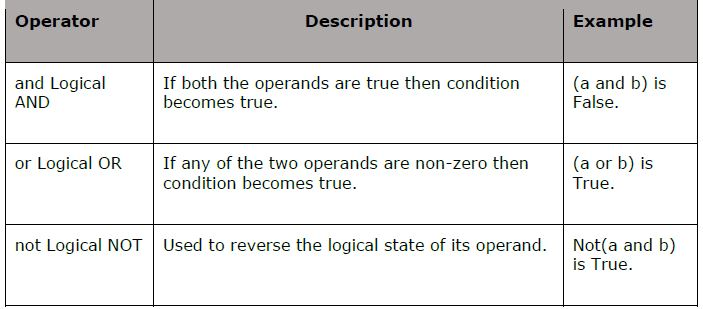 Operator Description Example
and Logical
AND
If both the operands are true then condition
becomes true.
(a and b) is
False.
or Logical OR
If any of the two operands are non-zero then
condition becomes true.
(a or b) is
True.
not Logical NOT
Used to reverse the logical state of its operand.
Not(a and b)
is True.